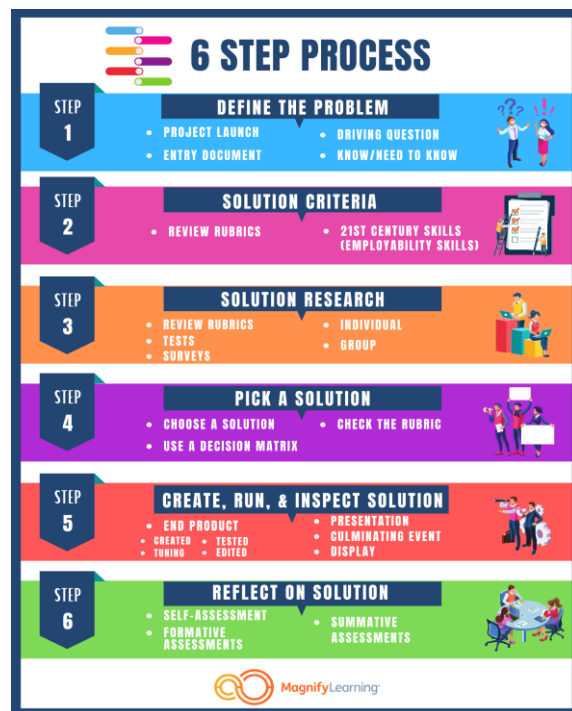 6 STEP PROCESS
STEP
1
DEFINE THE PROBLEM
• PROJECT LAUNCH
• ENTRY DOCUMENT
• DRIVING QUESTION
• KNOW/NEED TO KNOW
??? !!!
STEP
2
SOLUTION CRITERIA
• REVIEW RUBRICS
• 21ST CENTURY SKILLS
(EMPLOYABILITY SKILLS)
STEP
3
SOLUTION RESEARCH
• REVIEW RUBRICS
• TESTS
• SURVEYS
• INDIVIDUAL
• GROUP
STEP
4
PICK A SOLUTION
• CHOOSE A SOLUTION
• USE A DECISION MATRIX
• CHECK THE RUBRIC
STEP
5
CREATE, RUN, & INSPECT SOLUTION
• END PRODUCT
• CREATED • TESTED
• TUNING • EDITED
• PRESENTATION
• CULMINATING EVENT
• DISPLAY
STEP
6
REFLECT ON SOLUTION
• SELF-ASSESSMENT
• FORMATIVE
ASSESSMENTS
• SUMMATIVE
ASSESSMENTS
MagnifyLearning